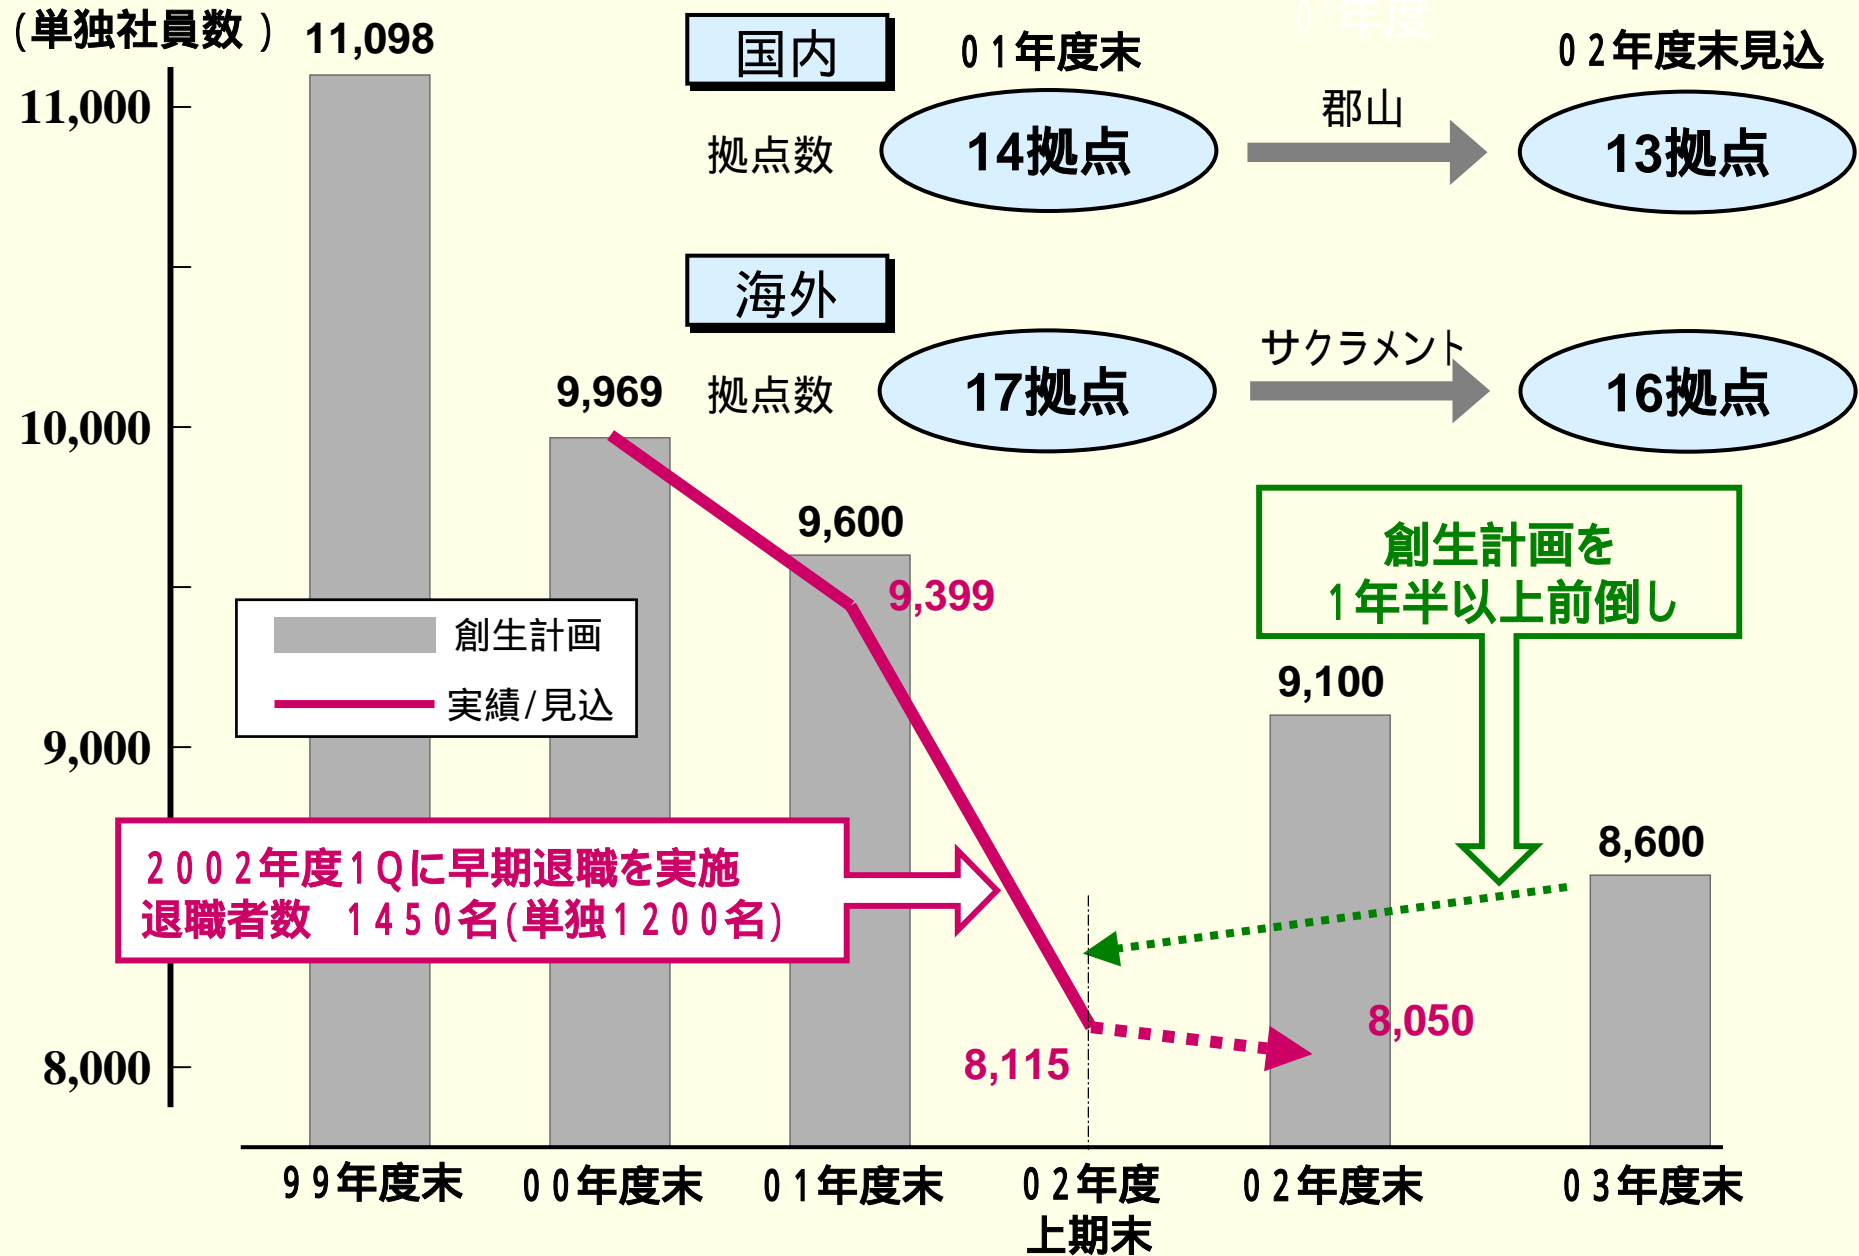 (単独社員数)
11,098
11,000
10,000
9,000
8,000
国内
01年度末
01年度
02年度末見込
拠点数
14拠点
郡山
13拠点
海外
拠点数
17拠点
サクラメント
16拠点
9,969
9,600
9,399
創生計画を
1年半以上前倒し
創生計画
実績/見込
9,100
8,600
2002年度1Qに早期退職を実施
退職者数 1450名(単独1200名)
8,115
8,050
99年度末
00年度末
01年度末
02年度
上期末
02年度末
03年度末